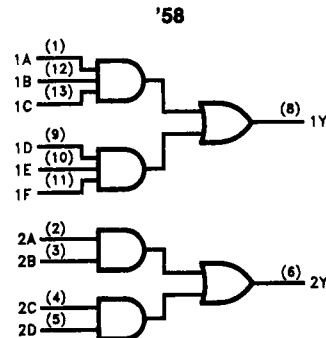 '58
1A (1)
1B (12)
1C (13)
(8) 1Y
1D (9)
1E (10)
1F (11)
2A (2)
2B (3)
(6) 2Y
2C (4)
2D (5)